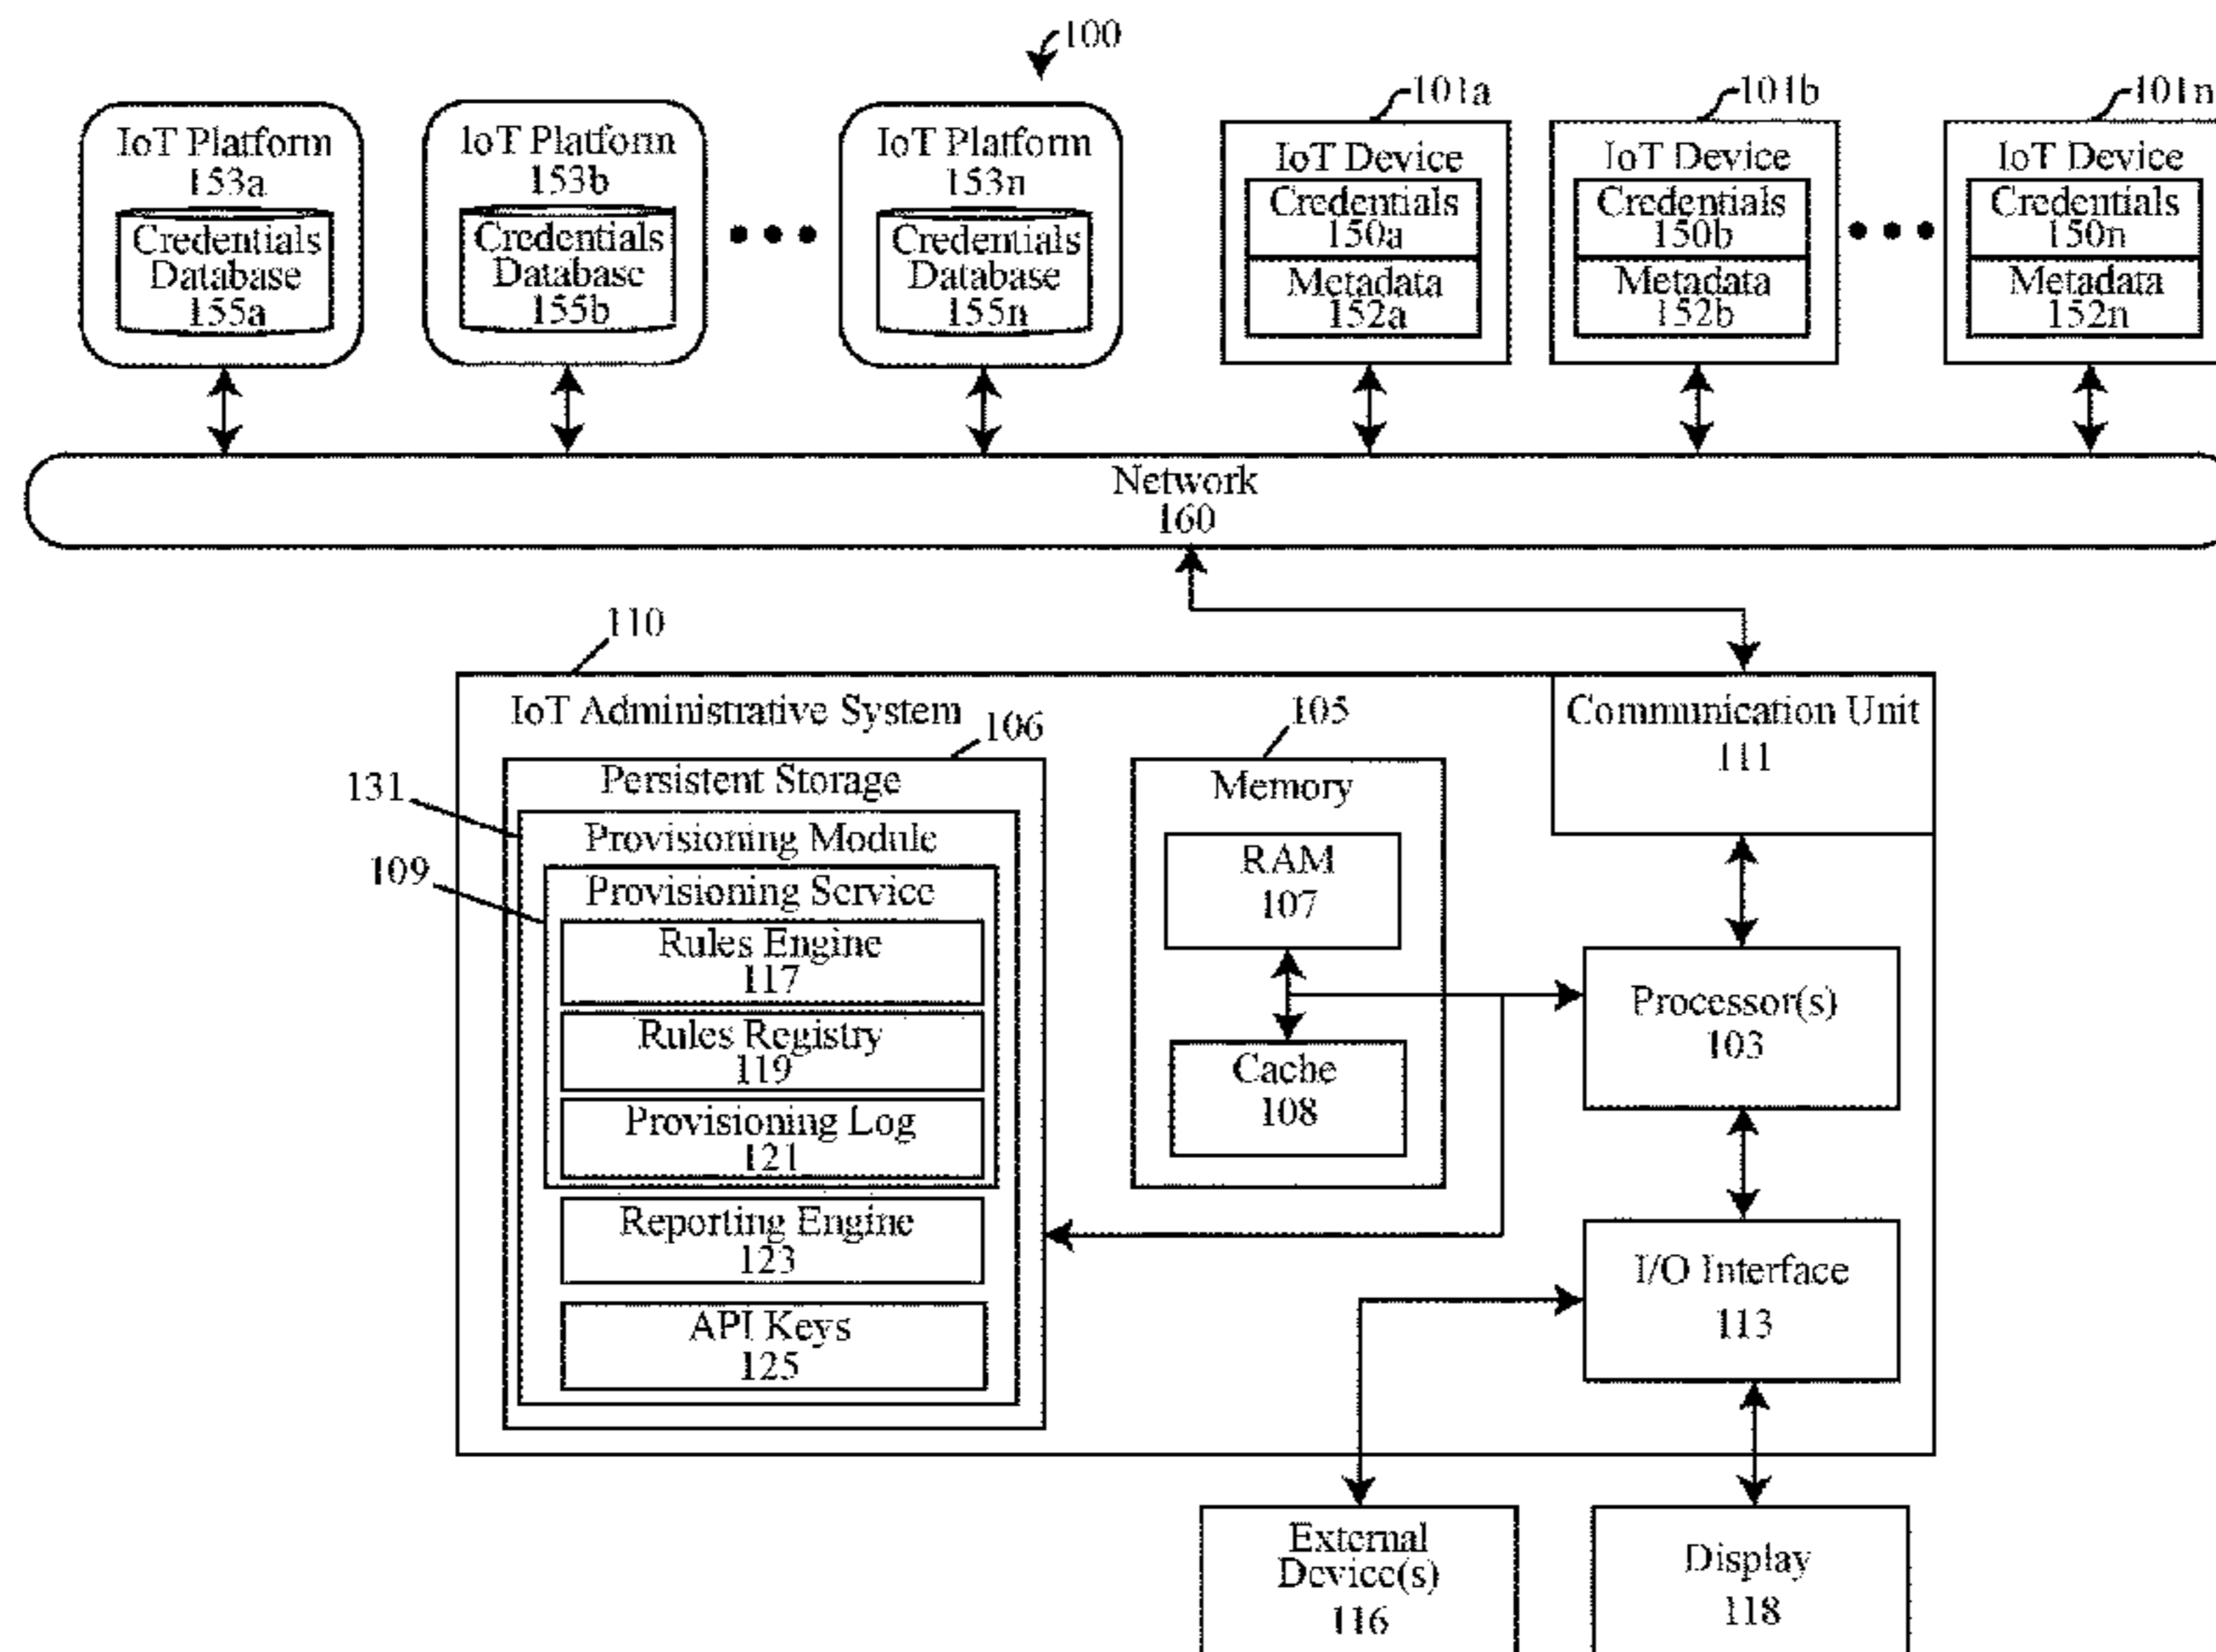 100
IoT Platform
153a
Credentials
Database
155a
IoT Platform
153b
Credentials
Database
155b
IoT Platform
153n
Credentials
Database
155n
101a
IoT Device
Credentials
150a
Metadata
152a
101b
IoT Device
Credentials
150b
Metadata
152b
101n
IoT Device
Credentials
150n
Metadata
152n
Network
160
110
IoT Administrative System
106
Persistent Storage
131
Provisioning Module
109
Provisioning Service
Rules Engine
117
Rules Registry
119
Provisioning Log
121
Reporting Engine
123
API Keys
125
105
Memory
RAM
107
Cache
108
Communication Unit
111
Processor(s)
103
I/O Interface
113
External
Device(s)
116
Display
118